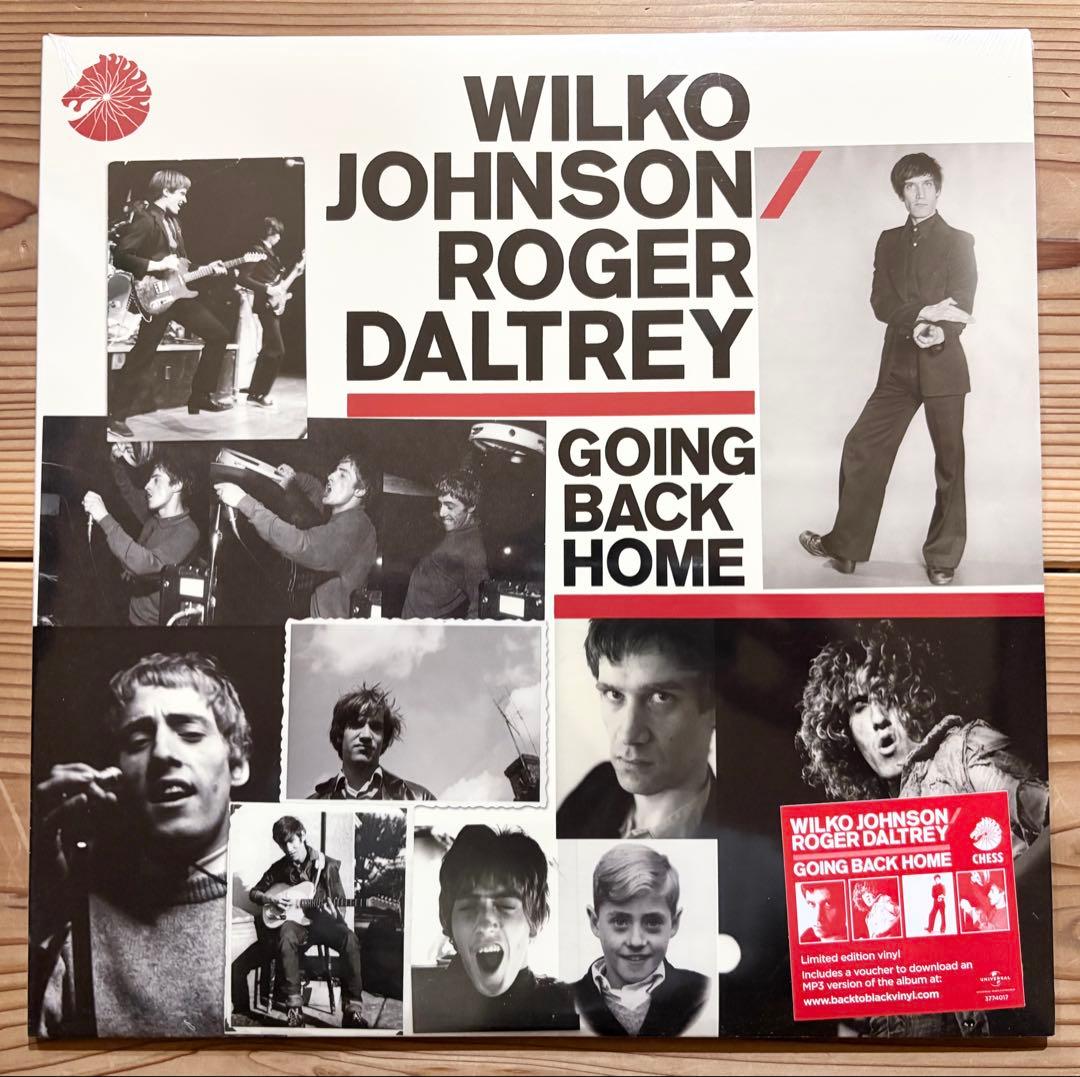 WILKO
JOHNSON/
ROGER
DALTREY
GOING
BACK
HOME
WILKO JOHNSON/
ROGER DALTREY
GOING BACK HOME
CHESS
Limited edition vinyl
Includes a voucher to download an
MP3 version of the album at:
www.backtoblackvinyl.com
UNIVERSAL
3774017